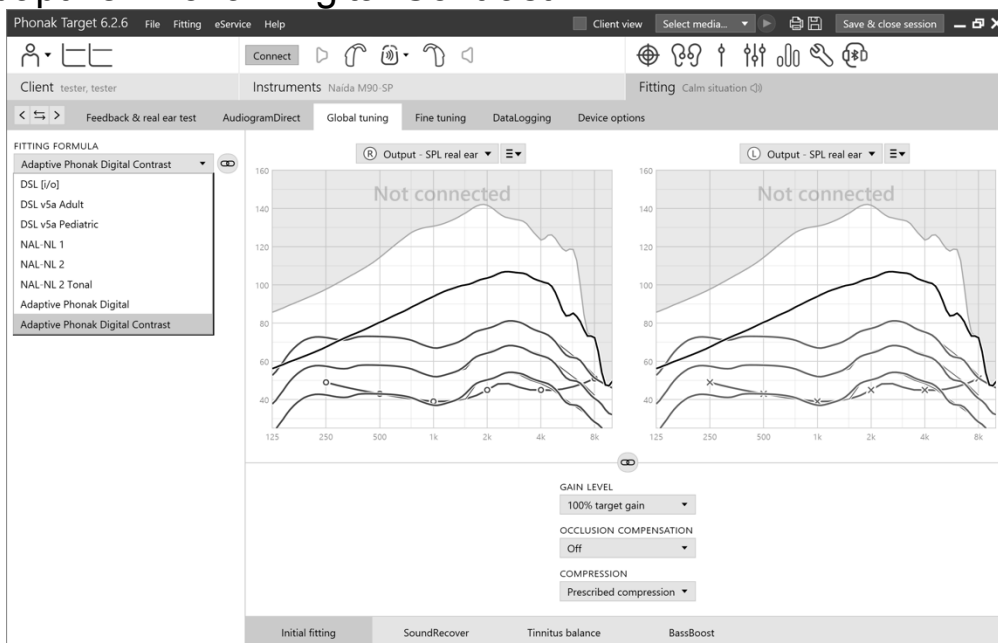 Phonak Target 6.2.6 File Fitting eService Help Client view Select media... Save & close session
Connect
Client tester, tester Instruments Naída M90-SP Fitting Calm situation
Feedback & real ear test AudiogramDirect Global tuning Fine tuning DataLogging Device options
FITTING FORMULA
Adaptive Phonak Digital Contrast
DSL [i/o]
DSL v5a Adult
DSL v5a Pediatric
NAL-NL 1
NAL-NL 2
NAL-NL 2 Tonal
Adaptive Phonak Digital
Adaptive Phonak Digital Contrast
R Output - SPL real ear
Not connected
160
140
120
100
80
60
40
125 250 500 1k 2k 4k 8k
L Output - SPL real ear
Not connected
160
140
120
100
80
60
40
125 250 500 1k 2k 4k 8k
GAIN LEVEL
100% target gain
OCCLUSION COMPENSATION
Off
COMPRESSION
Prescribed compression
Initial fitting SoundRecover Tinnitus balance BassBoost